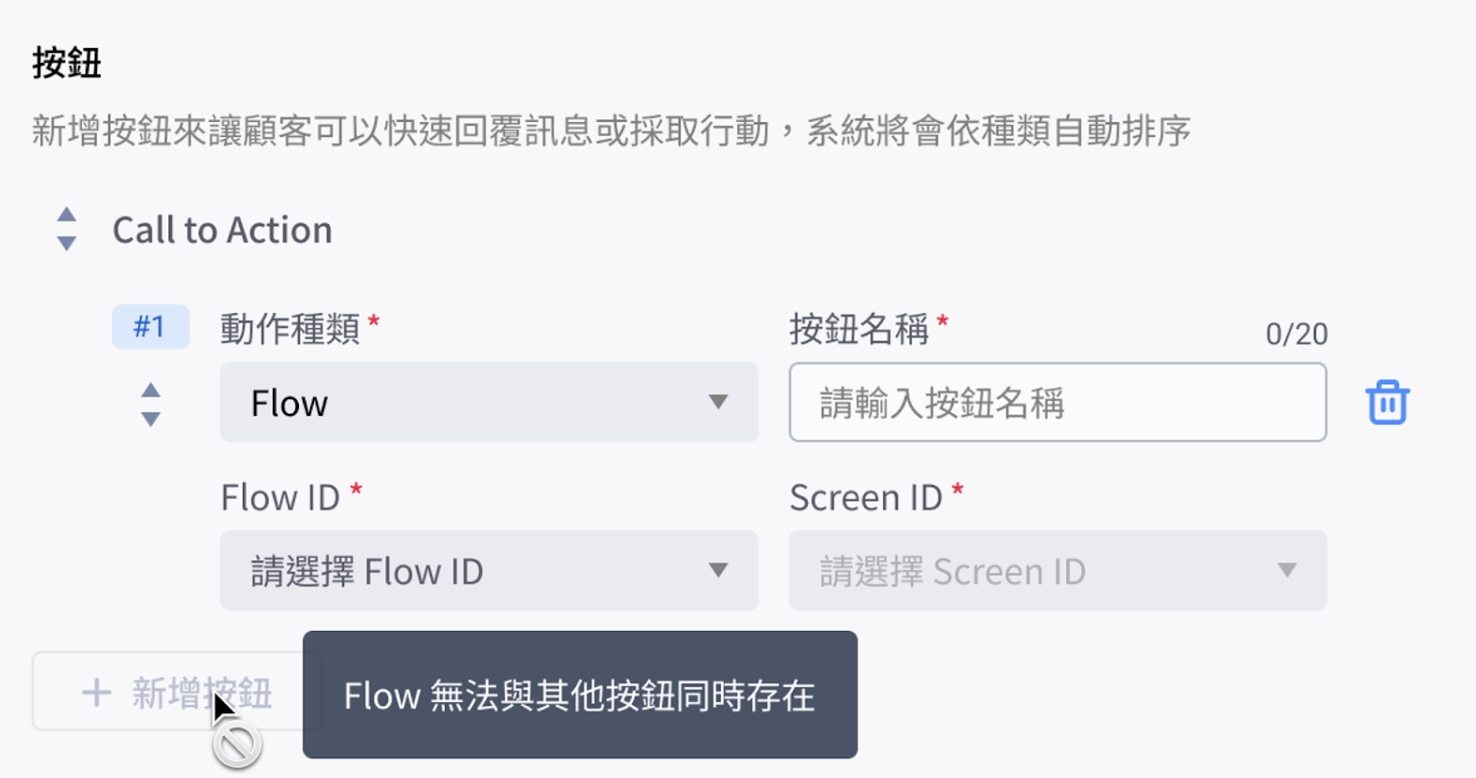 按鈕
新增按鈕來讓顧客可以快速回覆訊息或採取行動，系統將會依種類自動排序
Call to Action
#1 動作種類 * 按鈕名稱 * 0/20
Flow 請輸入按鈕名稱
Flow ID * Screen ID *
請選擇 Flow ID 請選擇 Screen ID
+ 新增按鈕 Flow 無法與其他按鈕同時存在